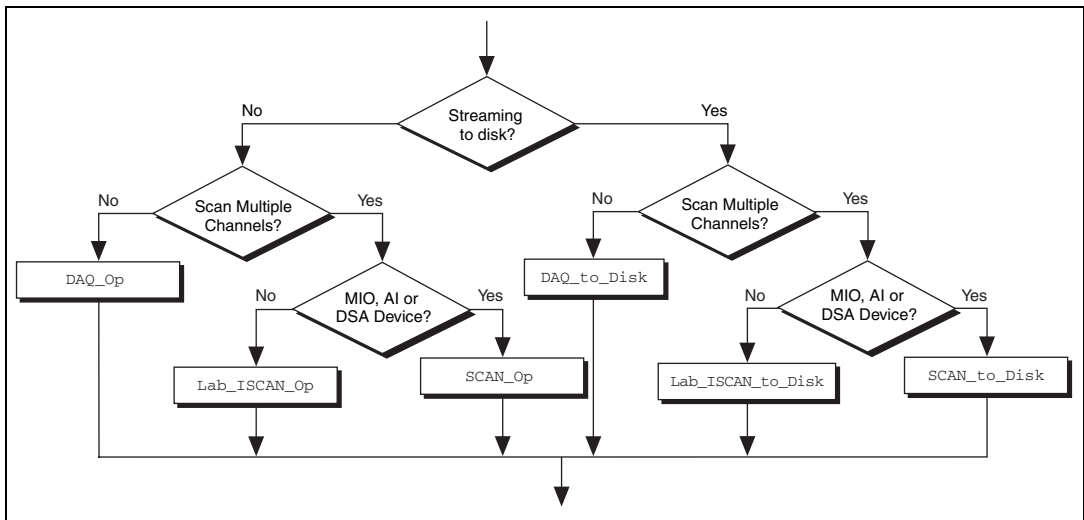 Streaming
to disk?
No
Yes
Scan Multiple
Channels?
No
Yes
Scan Multiple
Channels?
No
Yes
DAQ_Op
MIO, AI or
DSA Device?
No
Yes
DAQ_to_Disk
MIO, AI or
DSA Device?
No
Yes
Lab_ISCAN_Op
SCAN_Op
Lab_ISCAN_to_Disk
SCAN_to_Disk